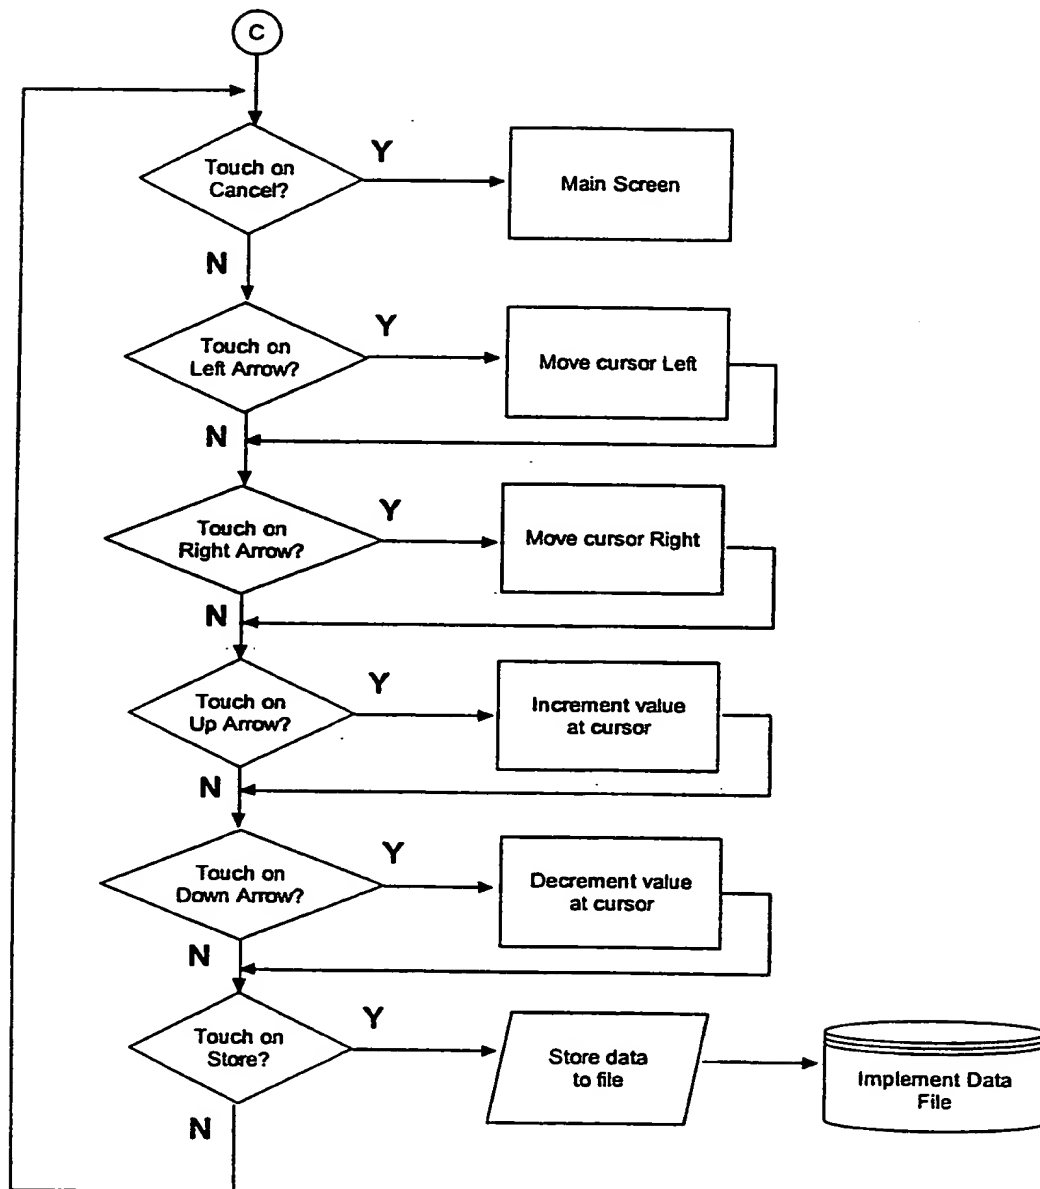 C
Touch on
Cancel?
Y
Main Screen
N
Touch on
Left Arrow?
Y
Move cursor Left
N
Touch on
Right Arrow?
Y
Move cursor Right
N
Touch on
Up Arrow?
Y
Increment value
at cursor
N
Touch on
Down Arrow?
Y
Decrement value
at cursor
N
Touch on
Store?
Y
Store data
to file
Implement Data
File
N